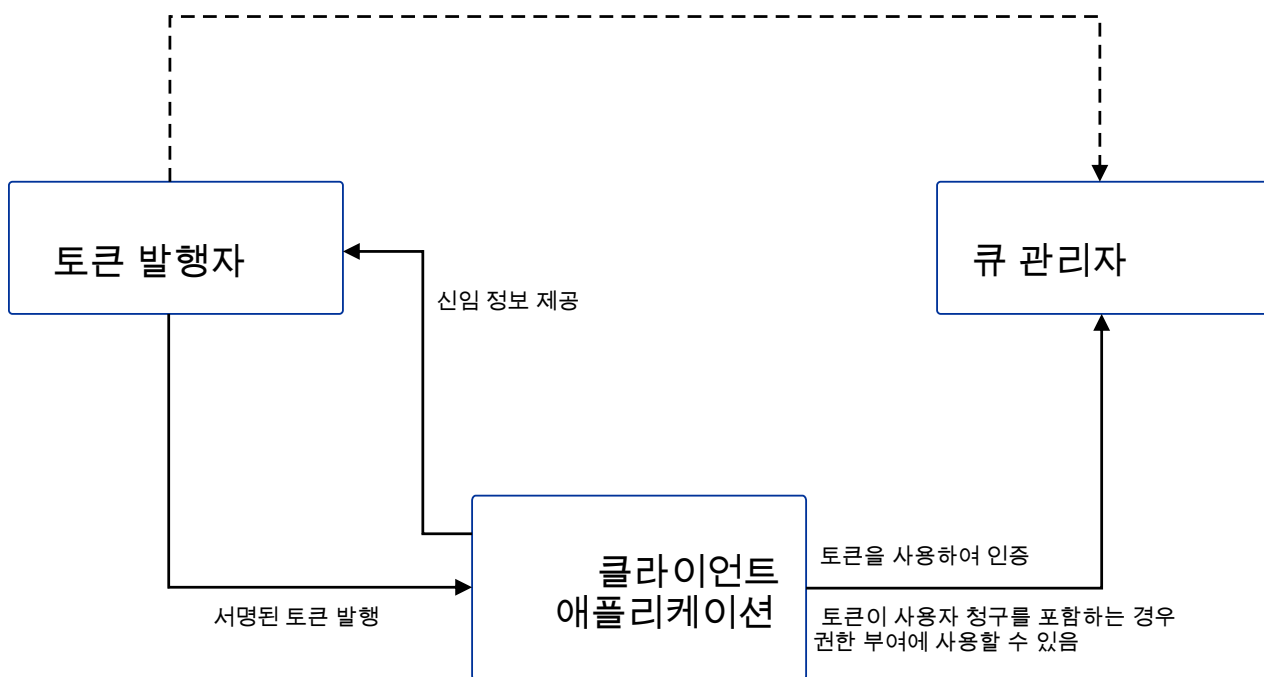 토큰 발행자
큐 관리자
신임 정보 제공
클라이언트
애플리케이션
토큰을 사용하여 인증
서명된 토큰 발행
토큰이 사용자 청구를 포함하는 경우
권한 부여에 사용할 수 있음